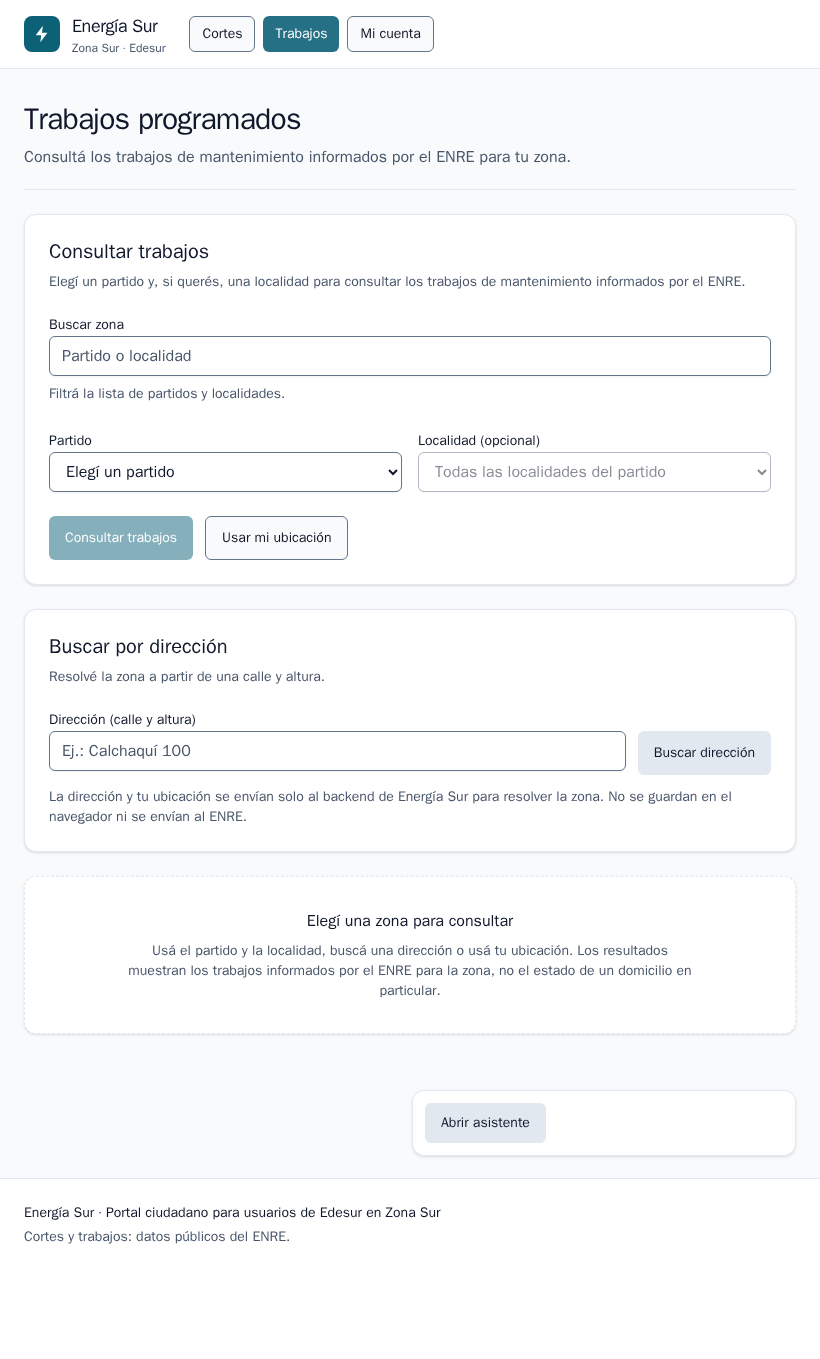 Energía Sur
Zona Sur · Edesur
Cortes
Trabajos
Mi cuenta
Trabajos programados
Consultá los trabajos de mantenimiento informados por el ENRE para tu zona.
Consultar trabajos
Elegí un partido y, si querés, una localidad para consultar los trabajos de mantenimiento informados por el ENRE.
Buscar zona
Partido o localidad
Filtrá la lista de partidos y localidades.
Partido
Localidad (opcional)
Elegí un partido
Todas las localidades del partido
Consultar trabajos
Usar mi ubicación
Buscar por dirección
Resolvé la zona a partir de una calle y altura.
Dirección (calle y altura)
Ej.: Calchaquí 100
Buscar dirección
La dirección y tu ubicación se envían solo al backend de Energía Sur para resolver la zona. No se guardan en el
navegador ni se envían al ENRE.
Elegí una zona para consultar
Usá el partido y la localidad, buscá una dirección o usá tu ubicación. Los resultados
muestran los trabajos informados por el ENRE para la zona, no el estado de un domicilio en
particular.
Abrir asistente
Energía Sur · Portal ciudadano para usuarios de Edesur en Zona Sur
Cortes y trabajos: datos públicos del ENRE.